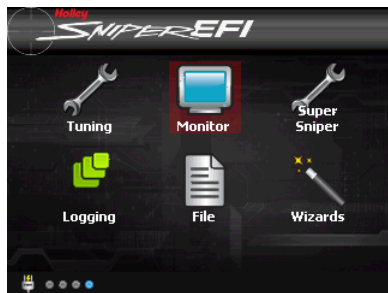 Holley
SNIPER EFI
Tuning
Monitor
Super
Sniper
Logging
File
Wizards